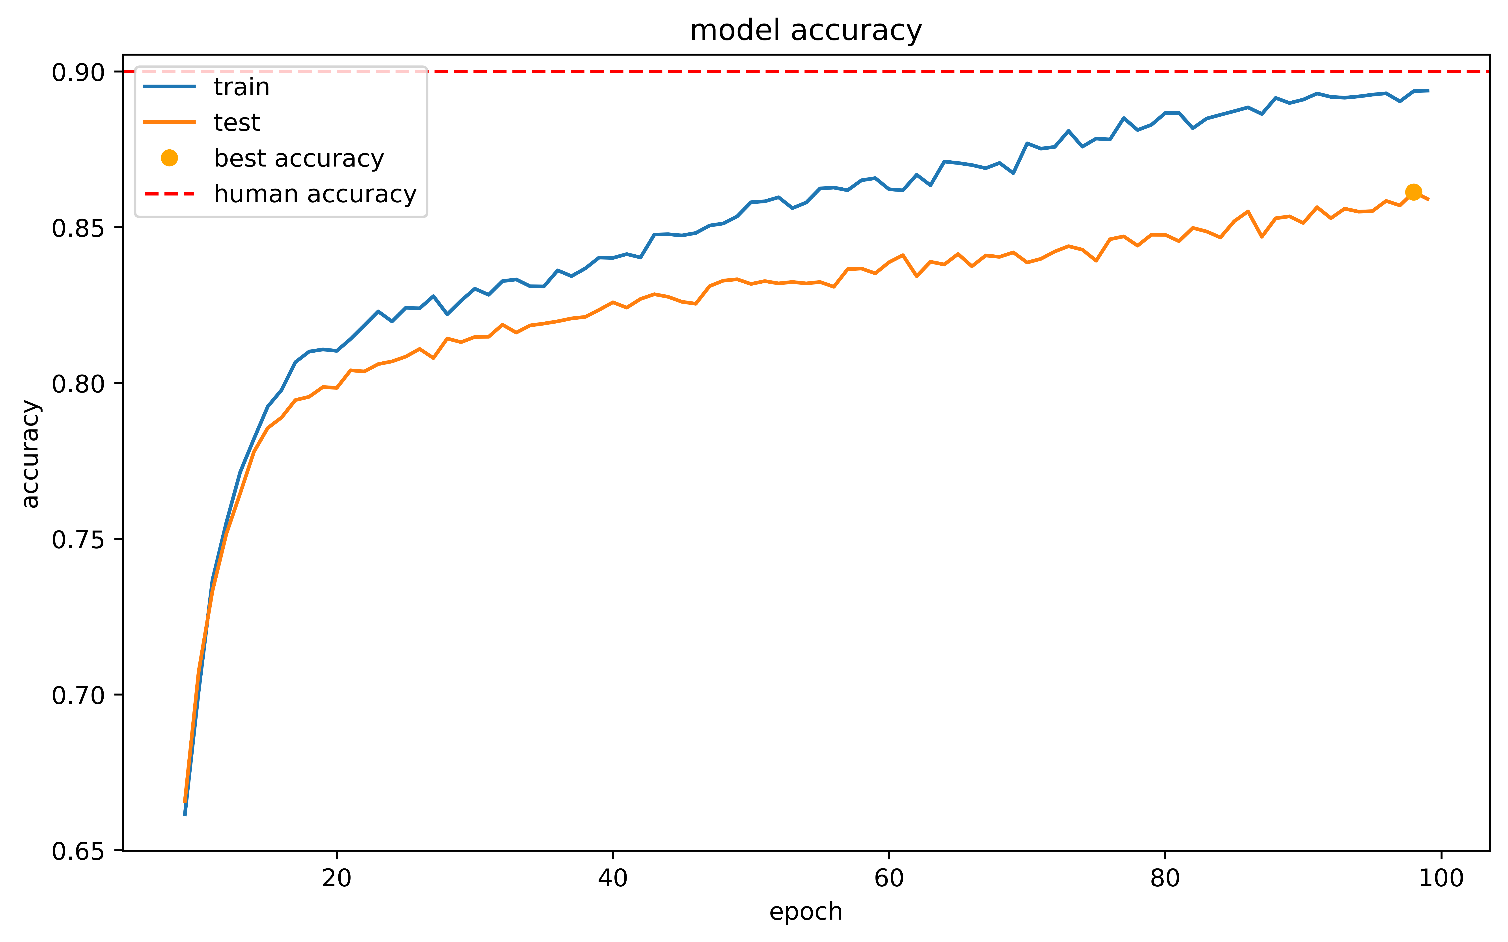 model accuracy
train
test
best accuracy
human accuracy
accuracy
0.90
0.85
0.80
0.75
0.70
0.65
20 40 60 80 100
epoch